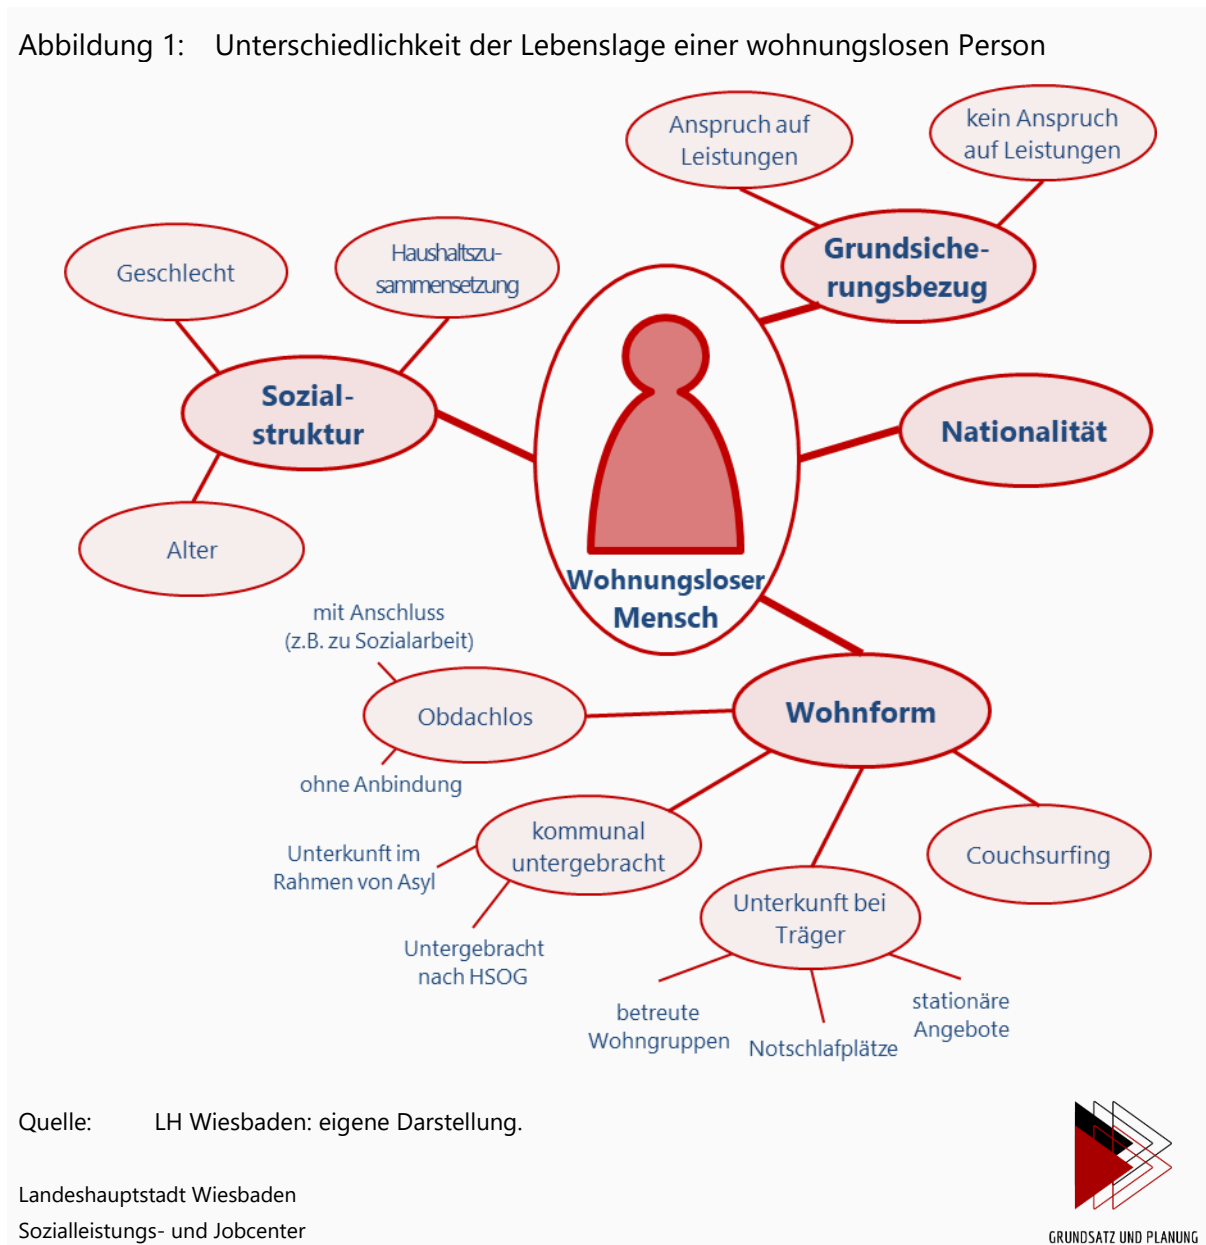 Abbildung 1: Unterschiedlichkeit der Lebenslage einer wohnungslosen Person
Anspruch auf
Leistungen
kein Anspruch
auf Leistungen
Grundsiche-
rungsbezug
Geschlecht
Haushaltszu-
sammensetzung
Sozial-
struktur
Alter
Nationalität
Wohnungsloser
Mensch
mit Anschluss
(z.B. zu Sozialarbeit)
Obdachlos
ohne Anbindung
Wohnform
kommunal
untergebracht
Unterkunft im
Rahmen von Asyl
Untergebracht
nach HSOG
Unterkunft bei
Träger
betreute
Wohngruppen
Notschlafplätze
stationäre
Angebote
Couchsurfing
Quelle: LH Wiesbaden: eigene Darstellung.
Landeshauptstadt Wiesbaden
Sozialleistungs- und Jobcenter
GRUNDSATZ UND PLANUNG